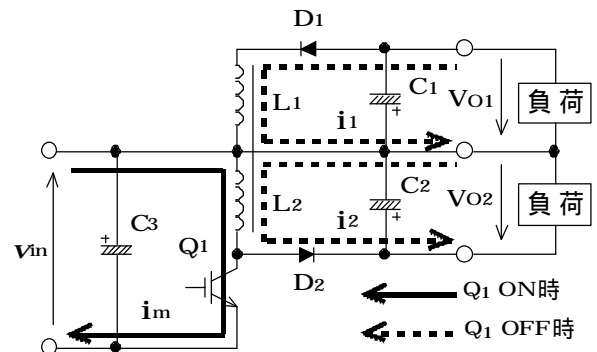 D1
C1
L1
i1
VO1
負荷
C2
L2
i2
VO2
負荷
C3
Q1
vin
im
D2
Q1 ON時
Q1 OFF時